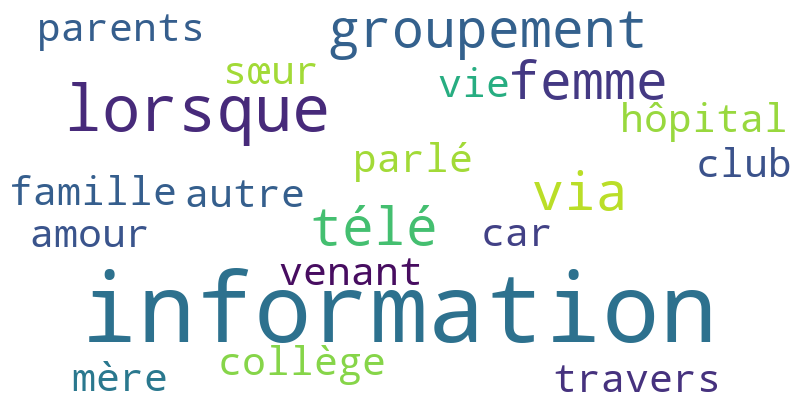 parents
groupement
sœur
vie
femme
lorsque
hôpital
parlé
club
famille
autre
via
amour
télé
car
venant
information
collège
mère
travers